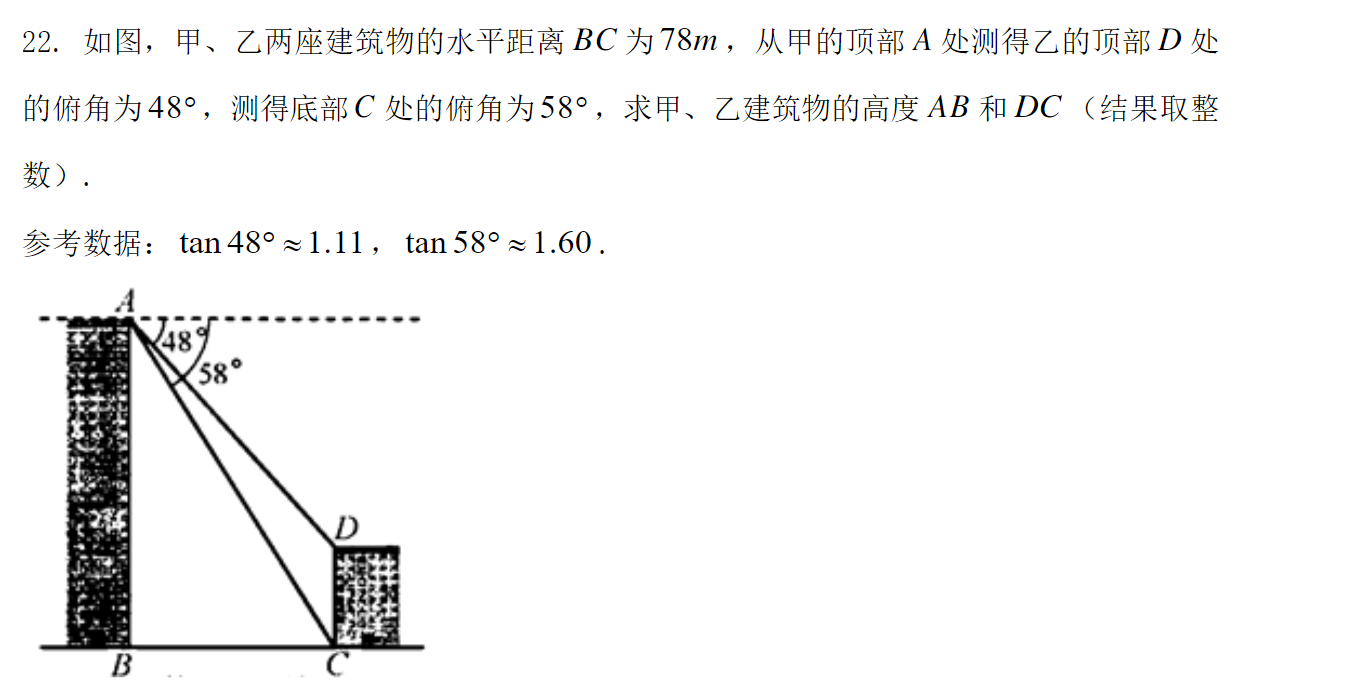 22. 如图，甲、乙两座建筑物的水平距离 BC 为 78m ，从甲的顶部 A 处测得乙的顶部 D 处
的俯角为 48° ，测得底部 C 处的俯角为 58° ，求甲、乙建筑物的高度 AB 和 DC （结果取整
数）.
参考数据： tan 48° ≈ 1.11 ， tan 58° ≈ 1.60 .
A
48°
58°
D
B
C